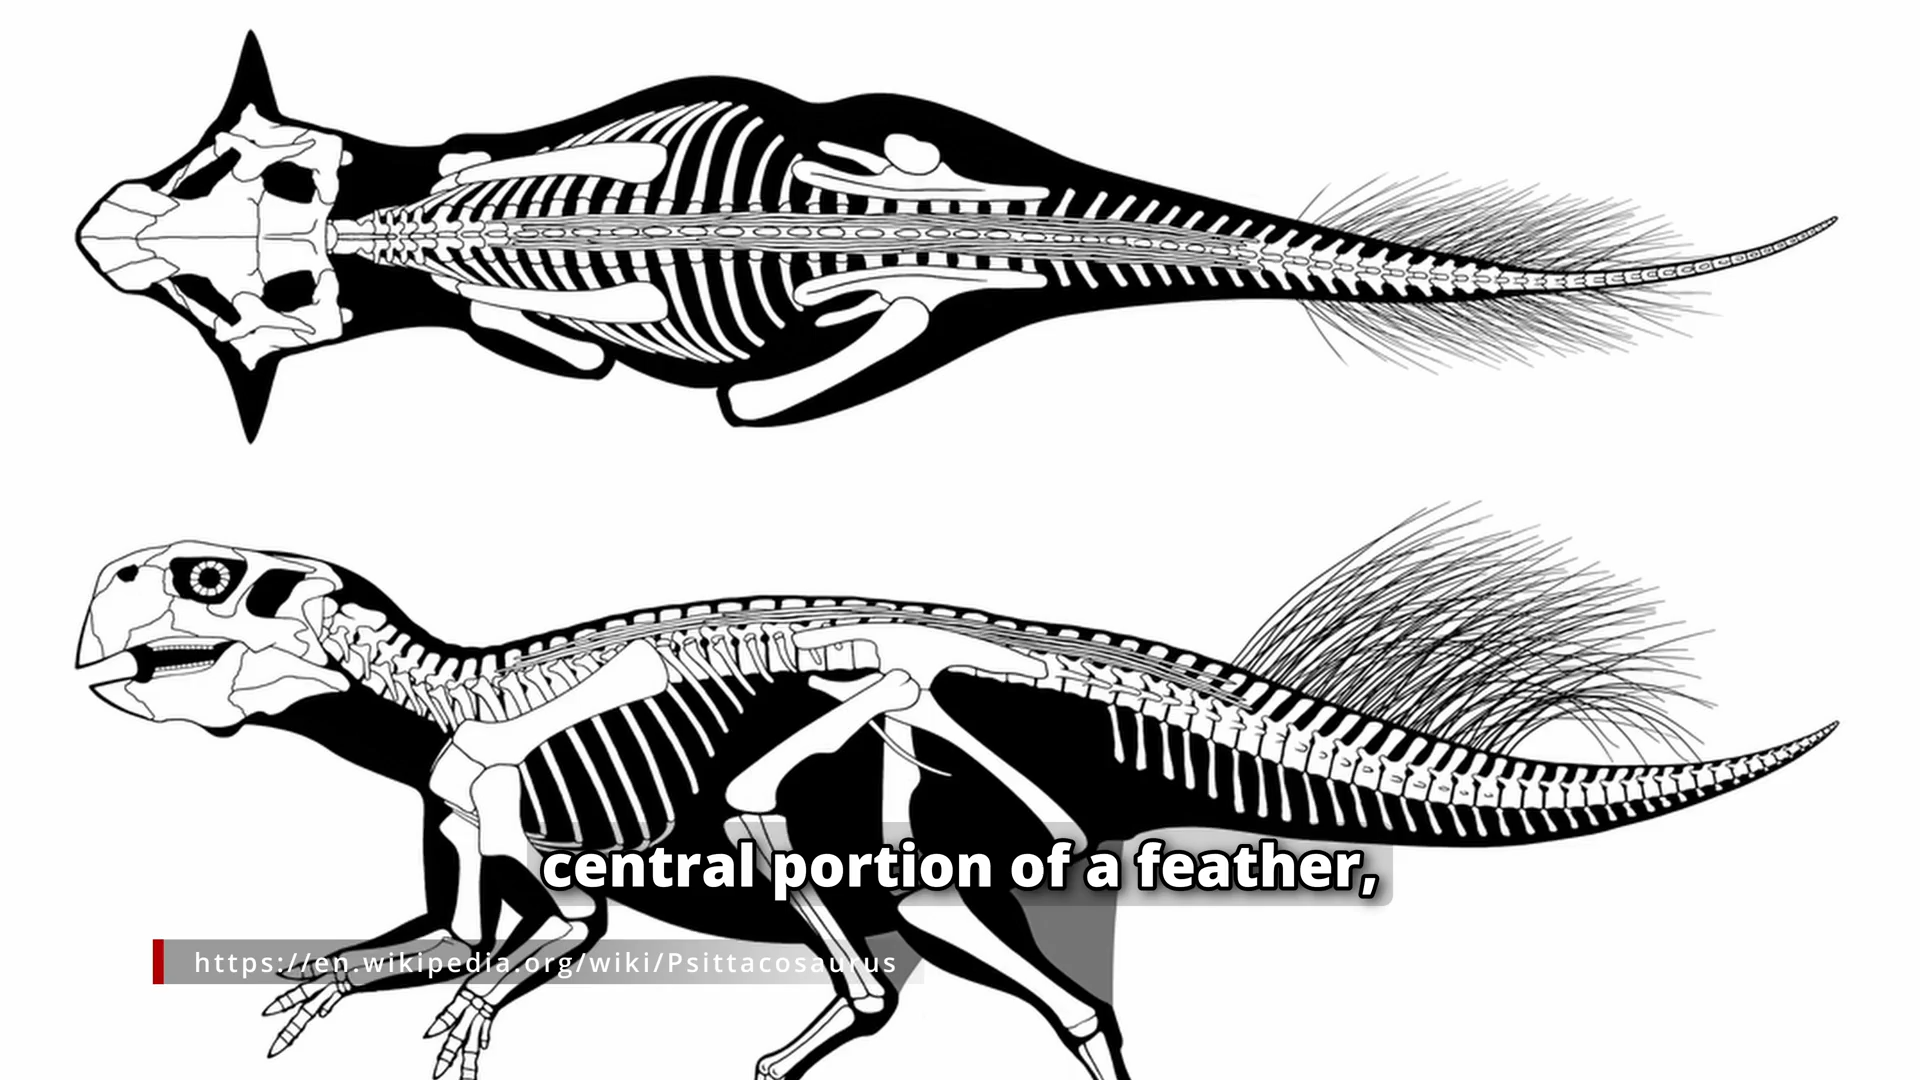 central portion of a feather,
https://en.wikipedia.org/wiki/Psittacosaurus